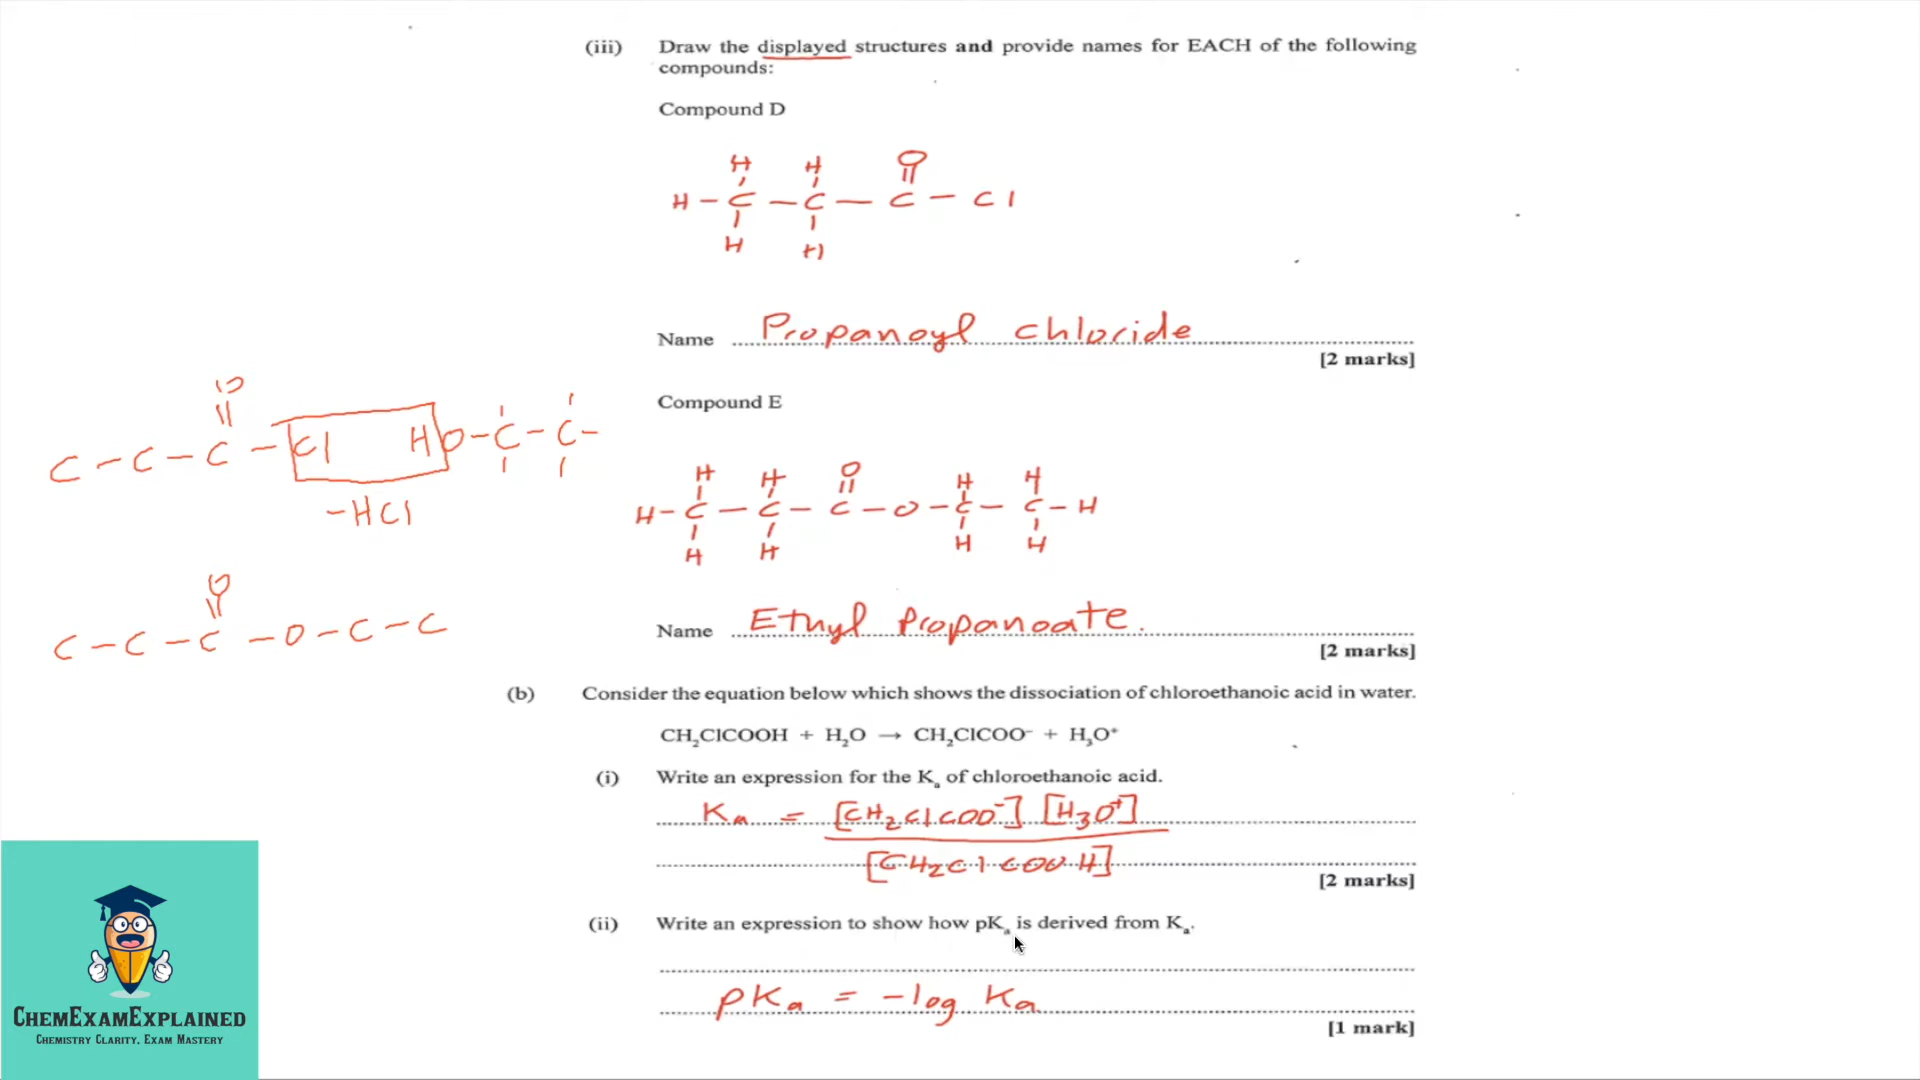 (iii) Draw the displayed structures and provide names for EACH of the following
compounds:
Compound D
H H O
H - C - C - C - Cl
H H
Name Propanoyl chloride
[2 marks]
Compound E
O
C - C - C - Cl HO - C - C -
- HCl
H H O H H
H - C - C - C - O - C - C - H
H H H H
O
C - C - C - O - C - C
Name Ethyl Propanoate.
[2 marks]
(b) Consider the equation below which shows the dissociation of chloroethanoic acid in water.
CH₂ClCOOH + H₂O → CH₂ClCOO⁻ + H₃O⁺
(i) Write an expression for the Kₐ of chloroethanoic acid.
Ka = [CH₂ClCOO⁻] [H₃O⁺]
[CH₂ClCOOH]
[2 marks]
(ii) Write an expression to show how pKₐ is derived from Kₐ.
pKa = -log Ka
[1 mark]
CHEMEXAMEXPLAINED
CHEMISTRY CLARITY, EXAM MASTERY